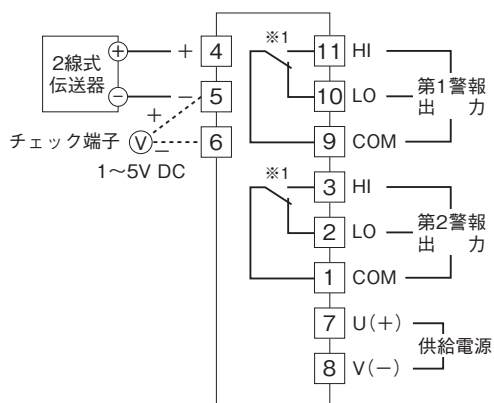 2線式
伝送器
+
−
+ 4
− 5
6
+
−
チェック端子 V
1～5V DC
※1
11 HI
10 LO
9 COM
第1警報
出 力
※1
3 HI
2 LO
1 COM
第2警報
出 力
7 U(+)
8 V(−)
供給電源